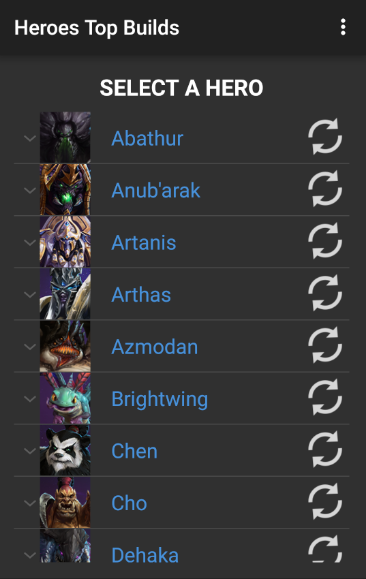 Heroes Top Builds
SELECT A HERO
Abathur
Anub'arak
Artanis
Arthas
Azmodan
Brightwing
Chen
Cho
Dehaka